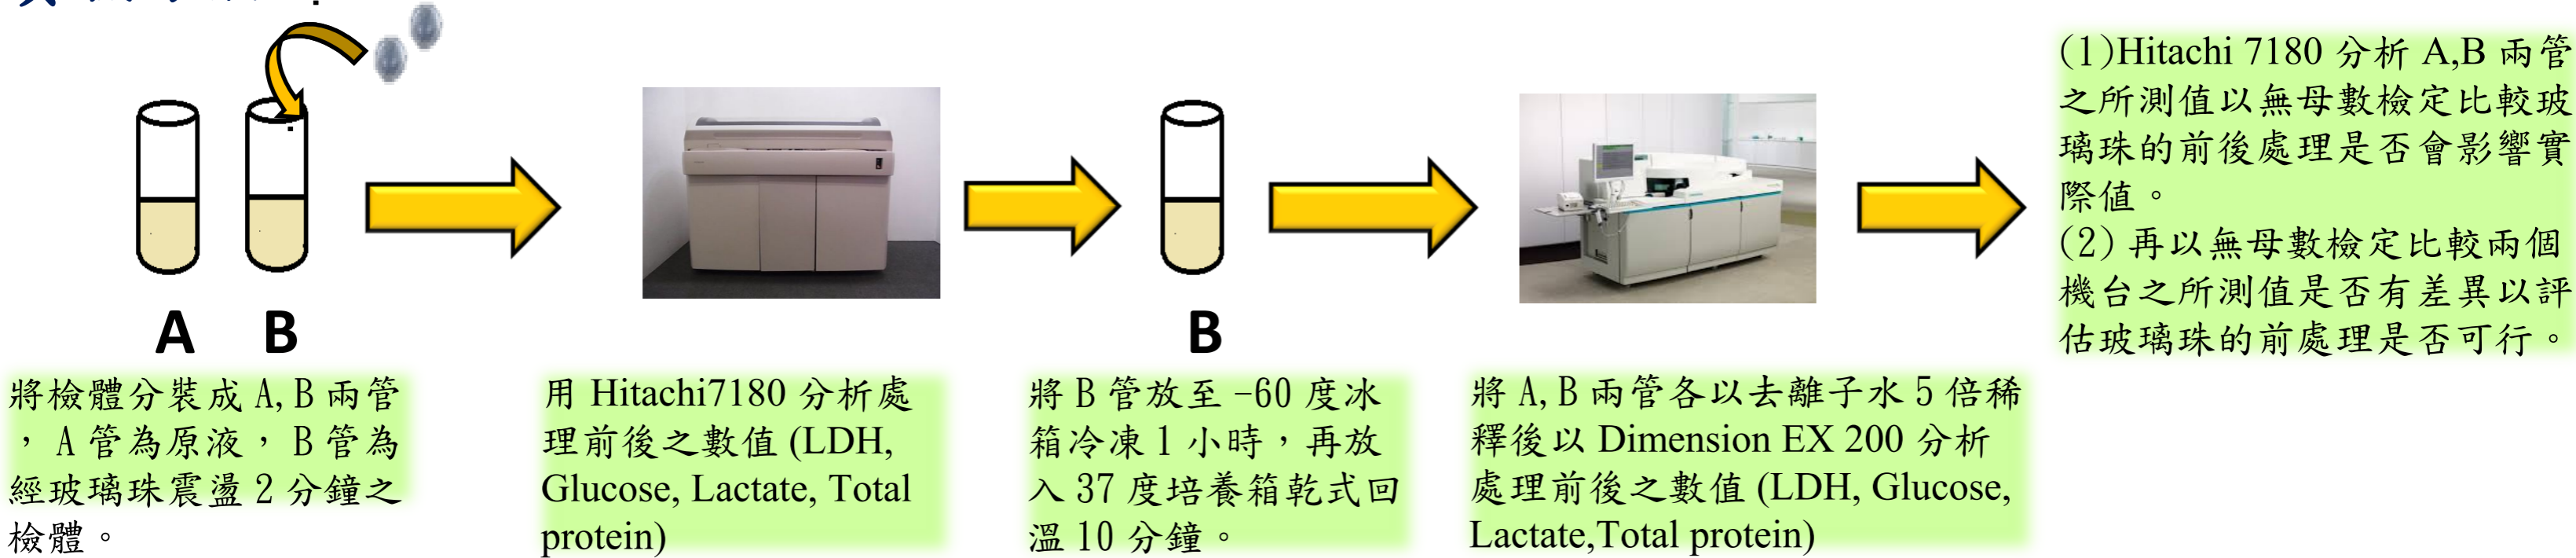 A B
將檢體分裝成 A,B 兩管
,A 管為原液,B 管為
經玻璃珠震盪 2 分鐘之
檢體。
用 Hitachi7180 分析處
理前後之數值 (LDH,
Glucose, Lactate, Total
protein)
B
將 B 管放至 -60 度冰
箱冷凍 1 小時,再放
入 37 度培養箱乾式回
溫 10 分鐘。
將 A,B 兩管各以去離子水 5 倍稀
釋後以 Dimension EX 200 分析
處理前後之數值 (LDH, Glucose,
Lactate,Total protein)
(1)Hitachi 7180 分析 A,B 兩管
之所測值以無母數檢定比較玻
璃珠的前後處理是否會影響實
際值。
(2) 再以無母數檢定比較兩個
機台之所測值是否有差異以評
估玻璃珠的前處理是否可行。